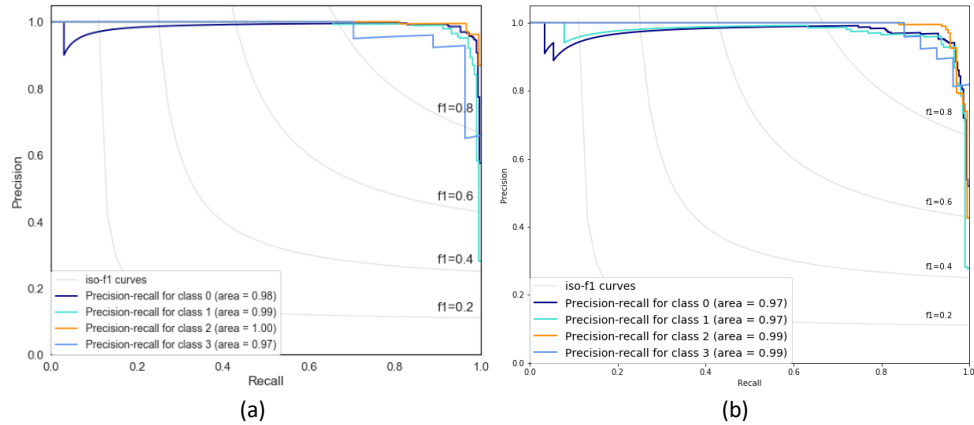 1.0
0.8
0.6
0.4
0.2
0.0
Precision
f1=0.8
f1=0.6
f1=0.4
f1=0.2
iso-f1 curves
Precision-recall for class 0 (area = 0.98)
Precision-recall for class 1 (area = 0.99)
Precision-recall for class 2 (area = 1.00)
Precision-recall for class 3 (area = 0.97)
0.0 0.2 0.4 0.6 0.8 1.0
Recall
(a)
1.0
0.8
0.6
0.4
0.2
0.0
Precision
f1=0.8
f1=0.6
f1=0.4
f1=0.2
iso-f1 curves
Precision-recall for class 0 (area = 0.97)
Precision-recall for class 1 (area = 0.97)
Precision-recall for class 2 (area = 0.99)
Precision-recall for class 3 (area = 0.99)
0.0 0.2 0.4 0.6 0.8 1.0
Recall
(b)